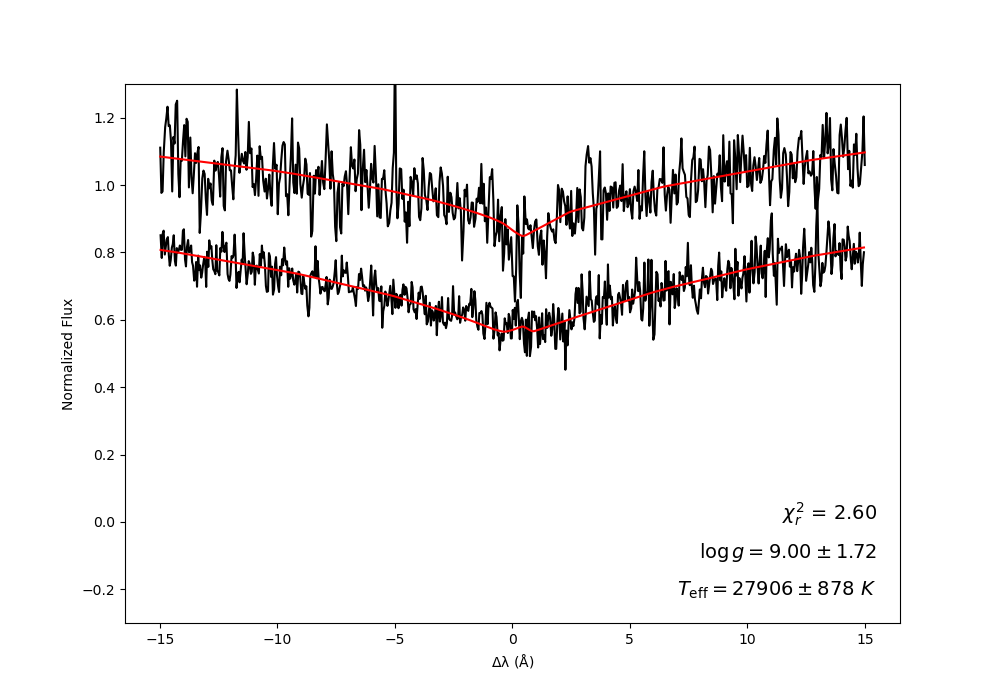 1.2
1.0
0.8
0.6
0.4
0.2
0.0
−0.2
Normalized Flux
χ²ᵣ = 2.60
log g = 9.00 ± 1.72
T_eff = 27906 ± 878 K
−15 −10 −5 0 5 10 15
Δλ (Å)